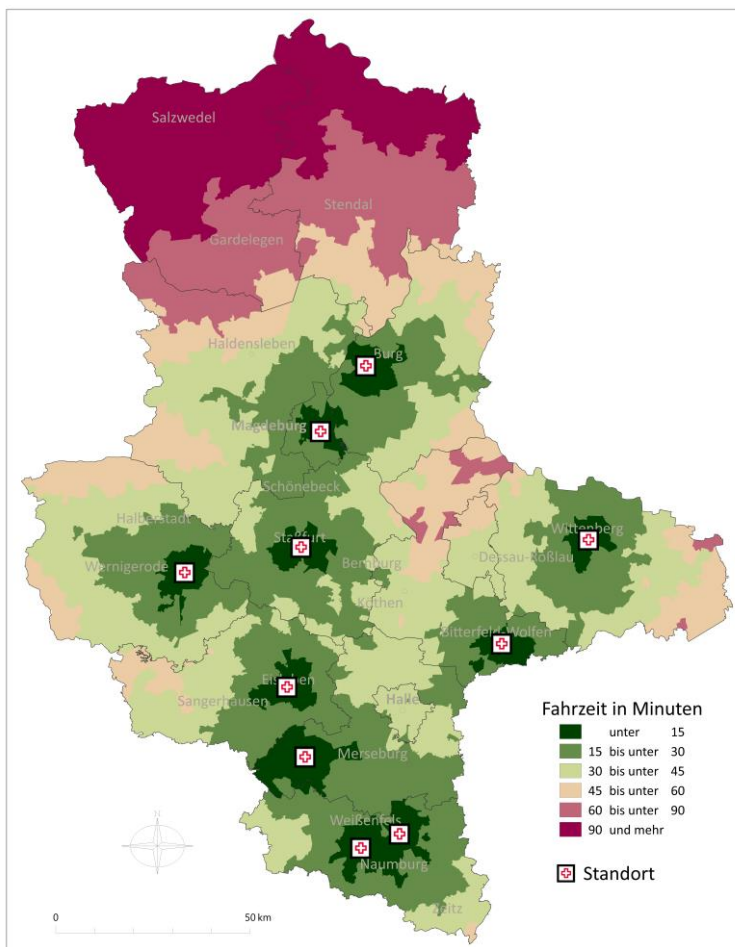 Salzwedel
Stendal
Gardelegen
Haldensleben
Burg
Magdeburg
Schönebeck
Halberstadt
Staßfurt
Wittenberg
Wernigerode
Bernburg
Dessau-Roßlau
Köthen
Bitterfeld-Wolfen
Eisleben
Sangerhausen
Halle
Merseburg
Weißenfels
Naumburg
Zeitz
Fahrzeit in Minuten
unter 15
15 bis unter 30
30 bis unter 45
45 bis unter 60
60 bis unter 90
90 und mehr
Standort
N
0 50 km